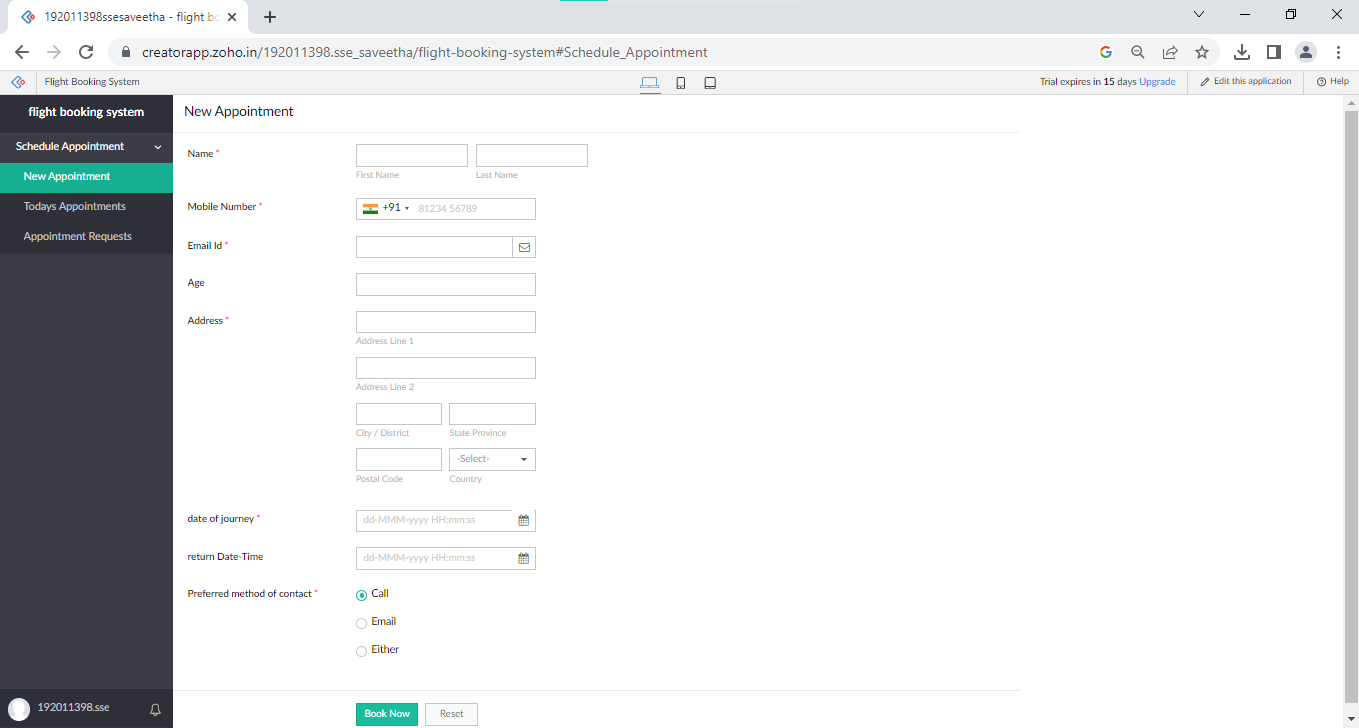 192011398ssesaveetha - flight bo
creatorapp.zoho.in/192011398.sse_saveetha/flight-booking-system#Schedule_Appointment
Flight Booking System
Trial expires in 15 days Upgrade
Edit this application
Help
flight booking system
Schedule Appointment
New Appointment
Todays Appointments
Appointment Requests
192011398.sse
New Appointment
Name *
First Name
Last Name
Mobile Number *
+91
81234 56789
Email Id *
Age
Address *
Address Line 1
Address Line 2
City / District
State Province
-Select-
Postal Code
Country
date of journey *
dd-MMM-yyyy HH:mm:ss
return Date-Time
dd-MMM-yyyy HH:mm:ss
Preferred method of contact *
Call
Email
Either
Book Now
Reset